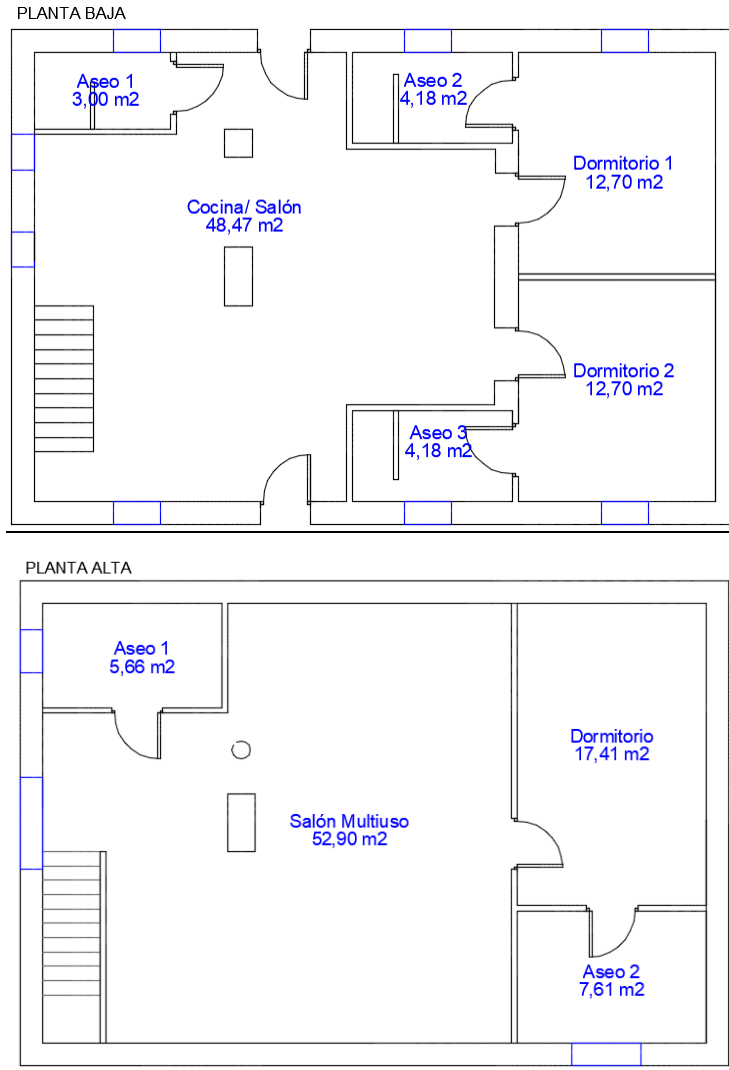 PLANTA BAJA
Aseo 1
3,00 m2
Aseo 2
4,18 m2
Dormitorio 1
12,70 m2
Cocina/ Salón
48,47 m2
Dormitorio 2
12,70 m2
Aseo 3
4,18 m2
PLANTA ALTA
Aseo 1
5,66 m2
Dormitorio
17,41 m2
Salón Multiuso
52,90 m2
Aseo 2
7,61 m2